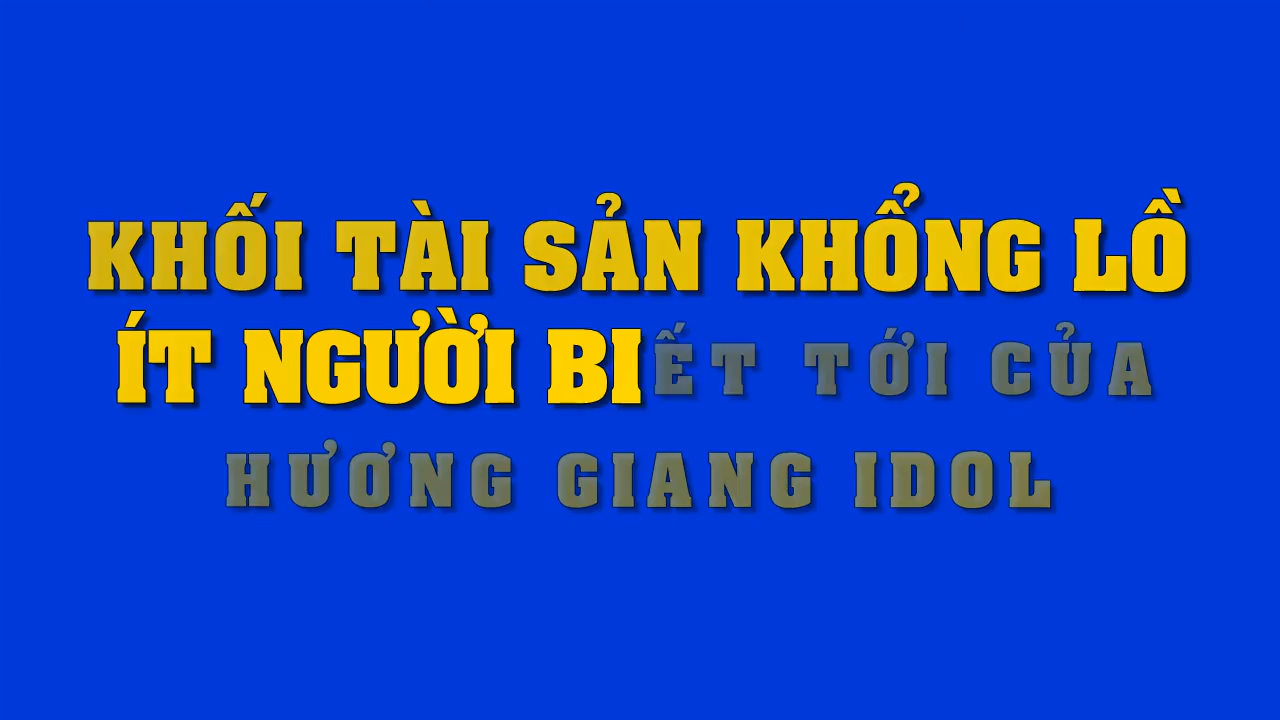 KHỐI TÀI SẢN KHỔNG LỒ
ÍT NGƯỜI BIẾT TỚI CỦA
HƯƠNG GIANG IDOL